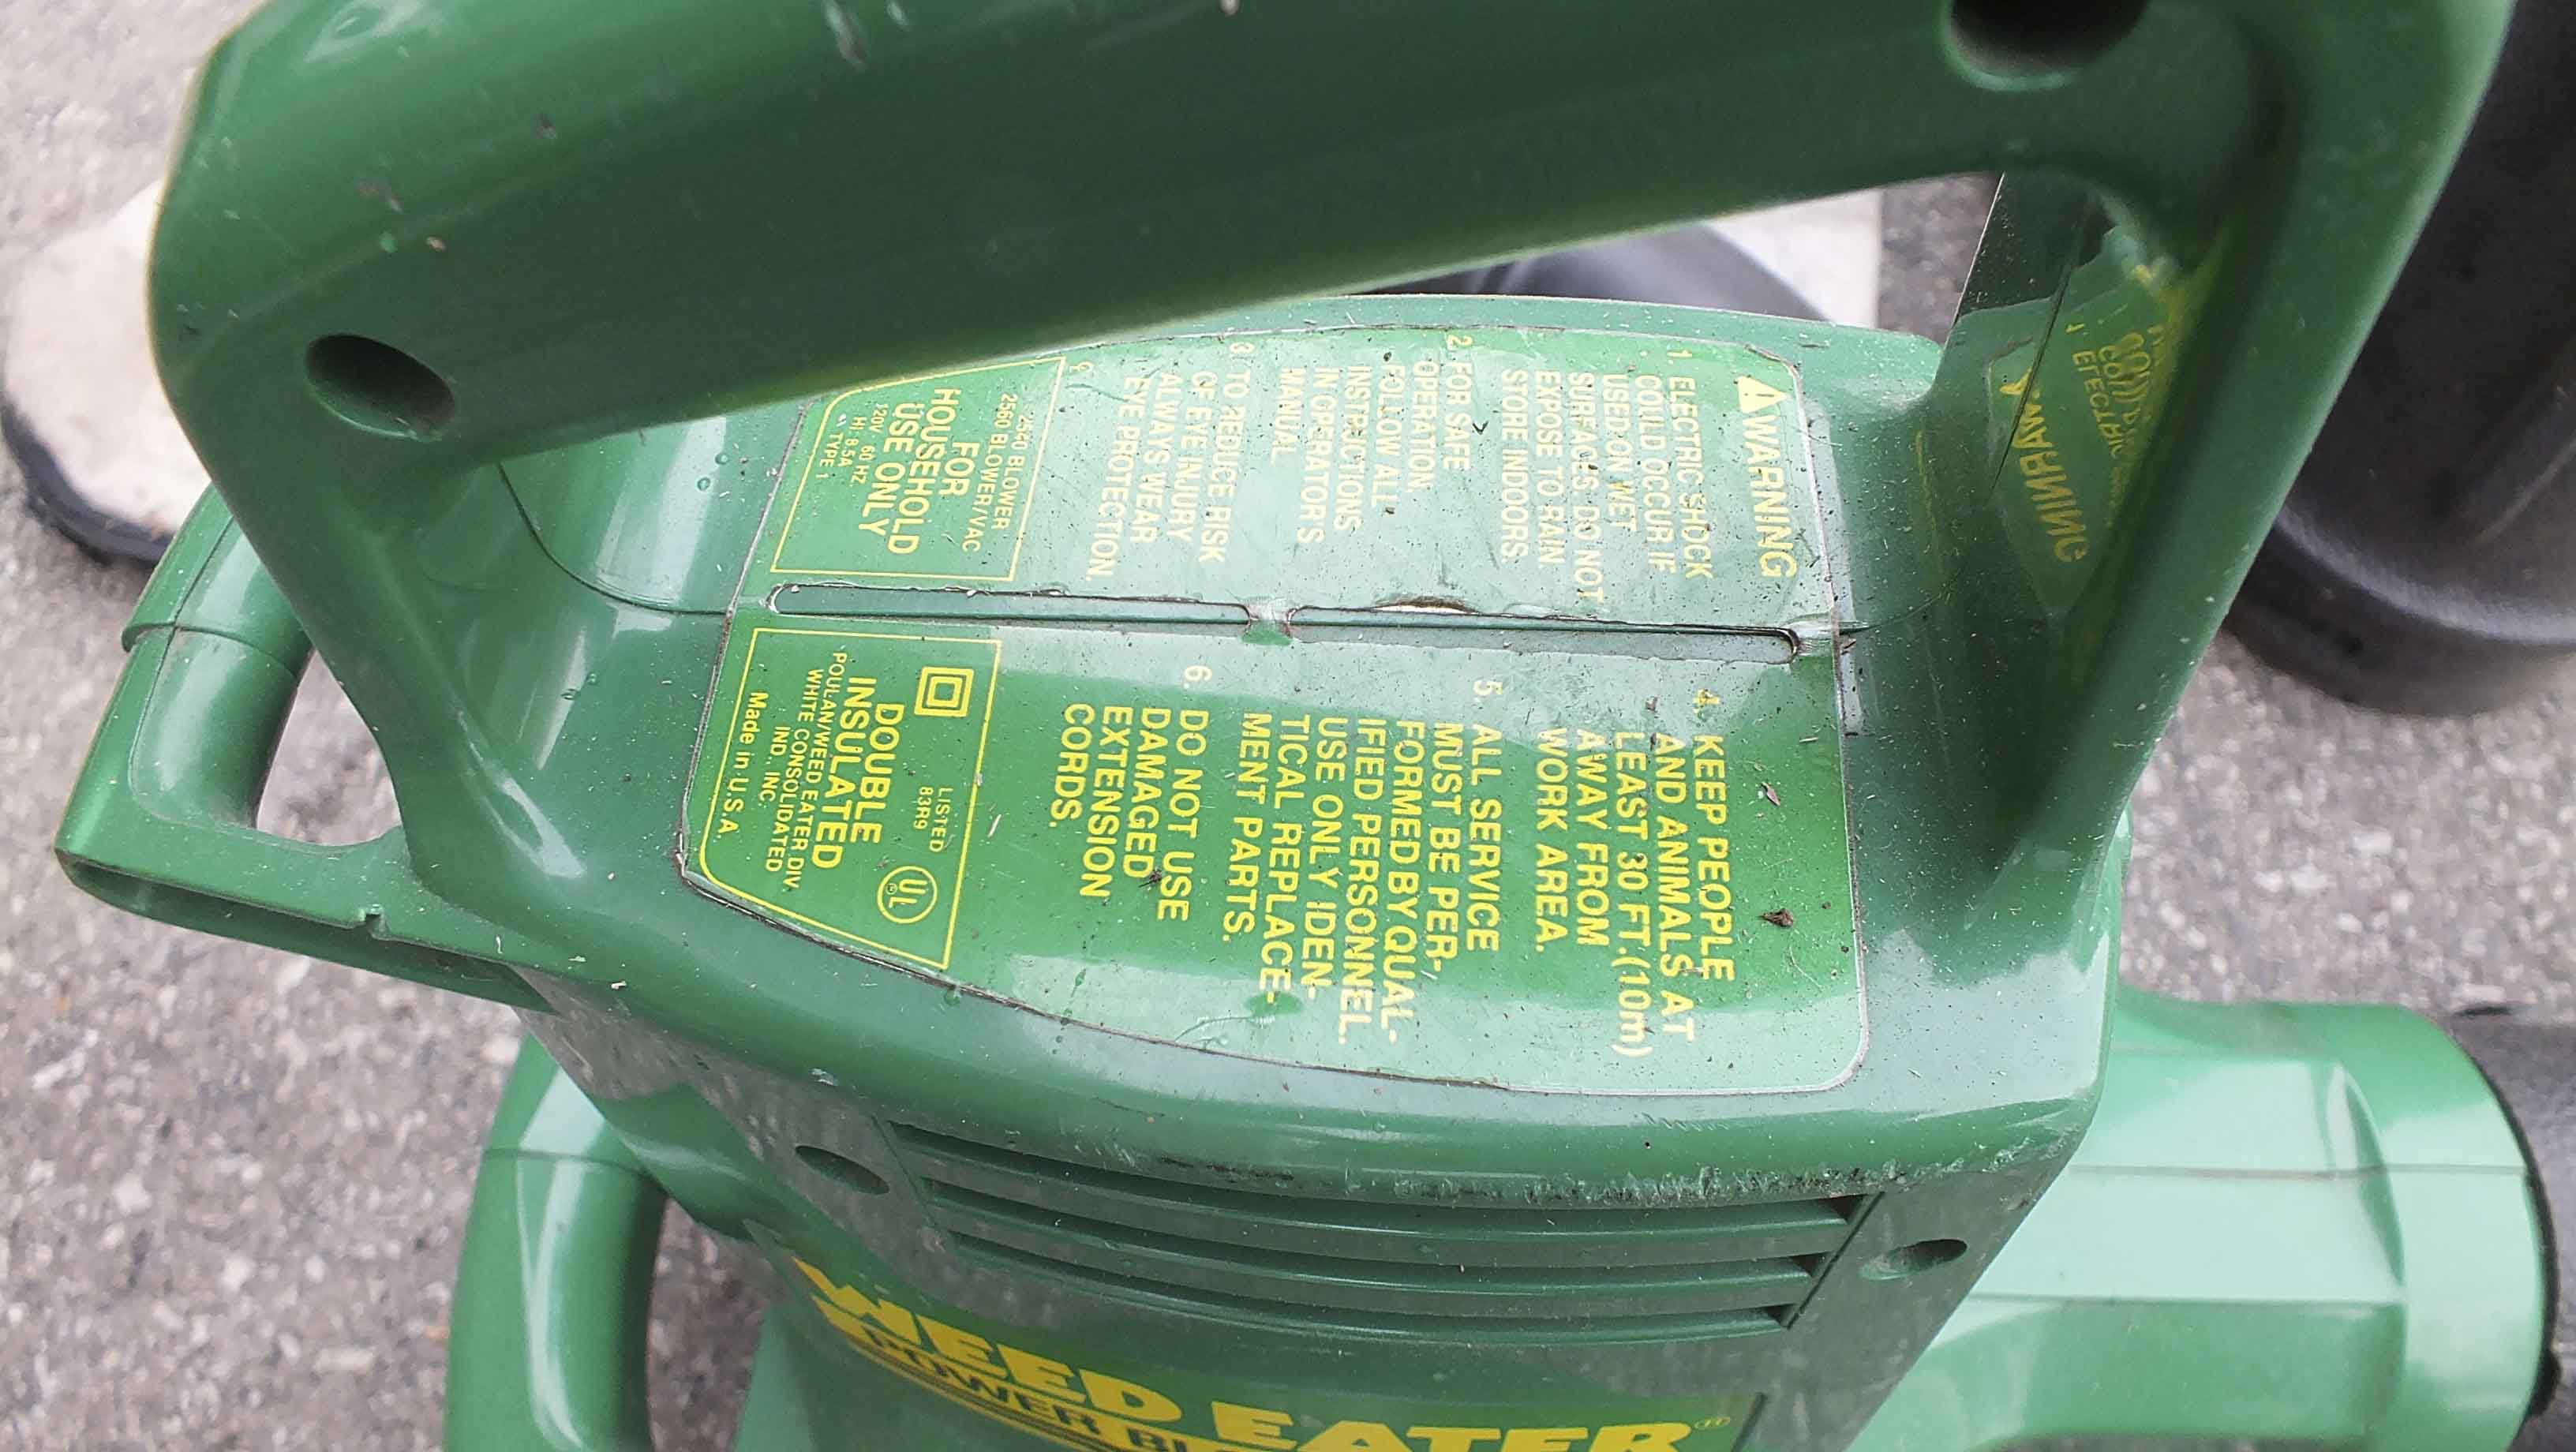 WARNING
1. ELECTRIC SHOCK
COULD OCCUR IF
USED ON WET
SURFACES. DO NOT
EXPOSE TO RAIN.
STORE INDOORS.
2. FOR SAFE
OPERATION,
FOLLOW ALL
INSTRUCTIONS
IN OPERATORS
MANUAL
3. TO REDUCE RISK
OF EYE INJURY
ALWAYS WEAR
EYE PROTECTION.
2540 BLOWER
2560 BLOWER/VAC
FOR
HOUSEHOLD
USE ONLY
120V 60 HZ
HI: 8.5A
TYPE 1
4. KEEP PEOPLE
AND ANIMALS AT
LEAST 30 FT.(10m)
AWAY FROM
WORK AREA.
5. ALL SERVICE
MUST BE PER-
FORMED BY QUAL-
IFIED PERSONNEL.
USE ONLY IDEN-
TICAL REPLACE-
MENT PARTS.
6. DO NOT USE
DAMAGED
EXTENSION
CORDS.
LISTED
83R9
UL
®
DOUBLE
INSULATED
POULAN/WEED EATER DIV.
WHITE CONSOLIDATED
IND., INC.
Made in U.S.A.
WEED EATER®
POWER
WARNING
ELECTRIC